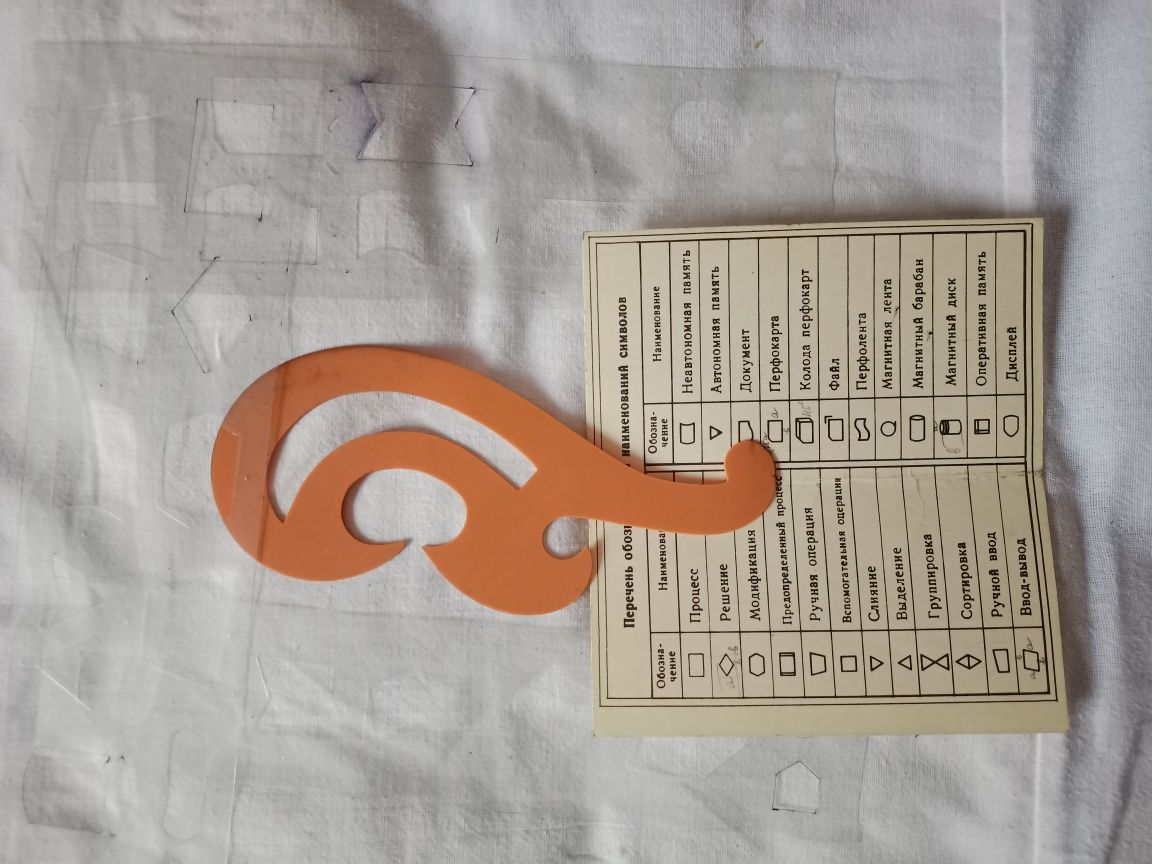 Перечень обозн наименований символов
Обозна-
чение
Наименова
Обозна-
чение
Наименование
Процесс
Неавтономная память
Решение
Автономная память
Модификация
Документ
Предопределенный процесс
Перфокарта
Ручная операция
Колода перфокарт
Вспомогательная операция
Файл
Слияние
Перфолента
Выделение
Магнитная лента
Группировка
Магнитный барабан
Сортировка
Магнитный диск
Ручной ввод
Оперативная память
Ввод-вывод
Дисплей